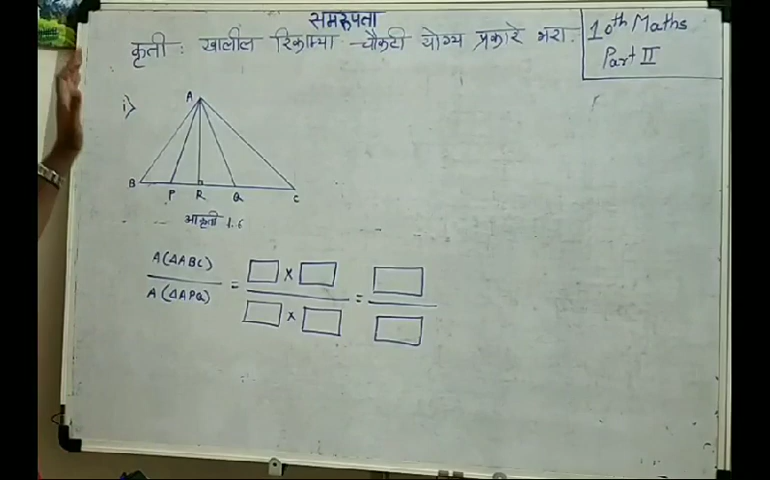 समरूपता
कृती : खालील रिकाम्या चौकटी योग्य प्रकारे भरा.
10th Maths
Part II
i)
A
B P R Q C
आकृती 1.6
A(ΔABC)
A(ΔAPQ)
= × 
× 
=